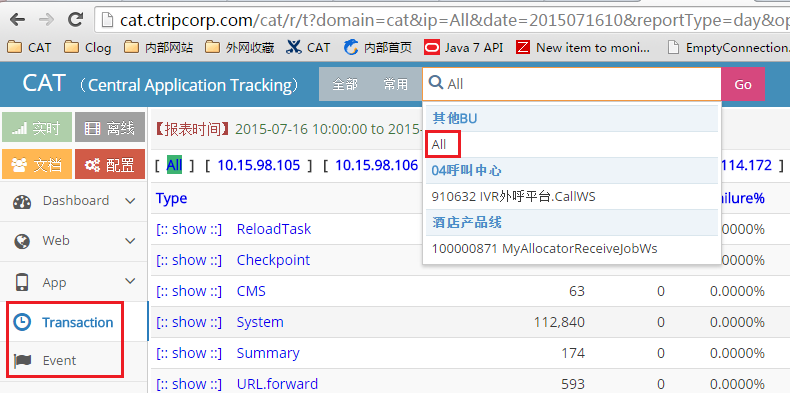 cat.ctripcorp.com/cat/r/t?domain=cat&ip=All&date=2015071610&reportType=day&op
CAT Clog 内部网站 外网收藏 CAT 内部首页 Java 7 API New item to moni... EmptyConnection.
CAT （Central Application Tracking） 全部 常用 All Go
其他BU
All
04呼叫中心
910632 IVR外呼平台.CallWS
酒店产品线
100000871 MyAllocatorReceiveJobWs
实时 离线
文档 配置
Dashboard
Web
App
Transaction
Event
【报表时间】2015-07-16 10:00:00 to 2015-
[ All ] [ 10.15.98.105 ] [ 10.15.98.106 114.172 ]
Type ailure%
[:: show ::] ReloadTask
[:: show ::] Checkpoint
[:: show ::] CMS 63 0 0.0000%
[:: show ::] System 112,840 0 0.0000%
[:: show ::] Summary 174 0 0.0000%
[:: show ::] URL.forward 593 0 0.0000%